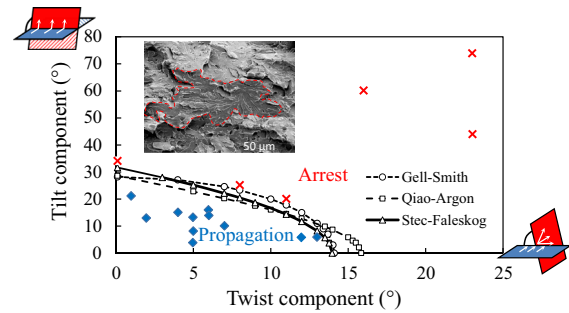 80
70
60
50
40
30
20
10
0
Tilt component (°)
50 μm
Arrest
Gell-Smith
Qiao-Argon
Stec-Faleskog
Propagation
0 5 10 15 20 25
Twist component (°)